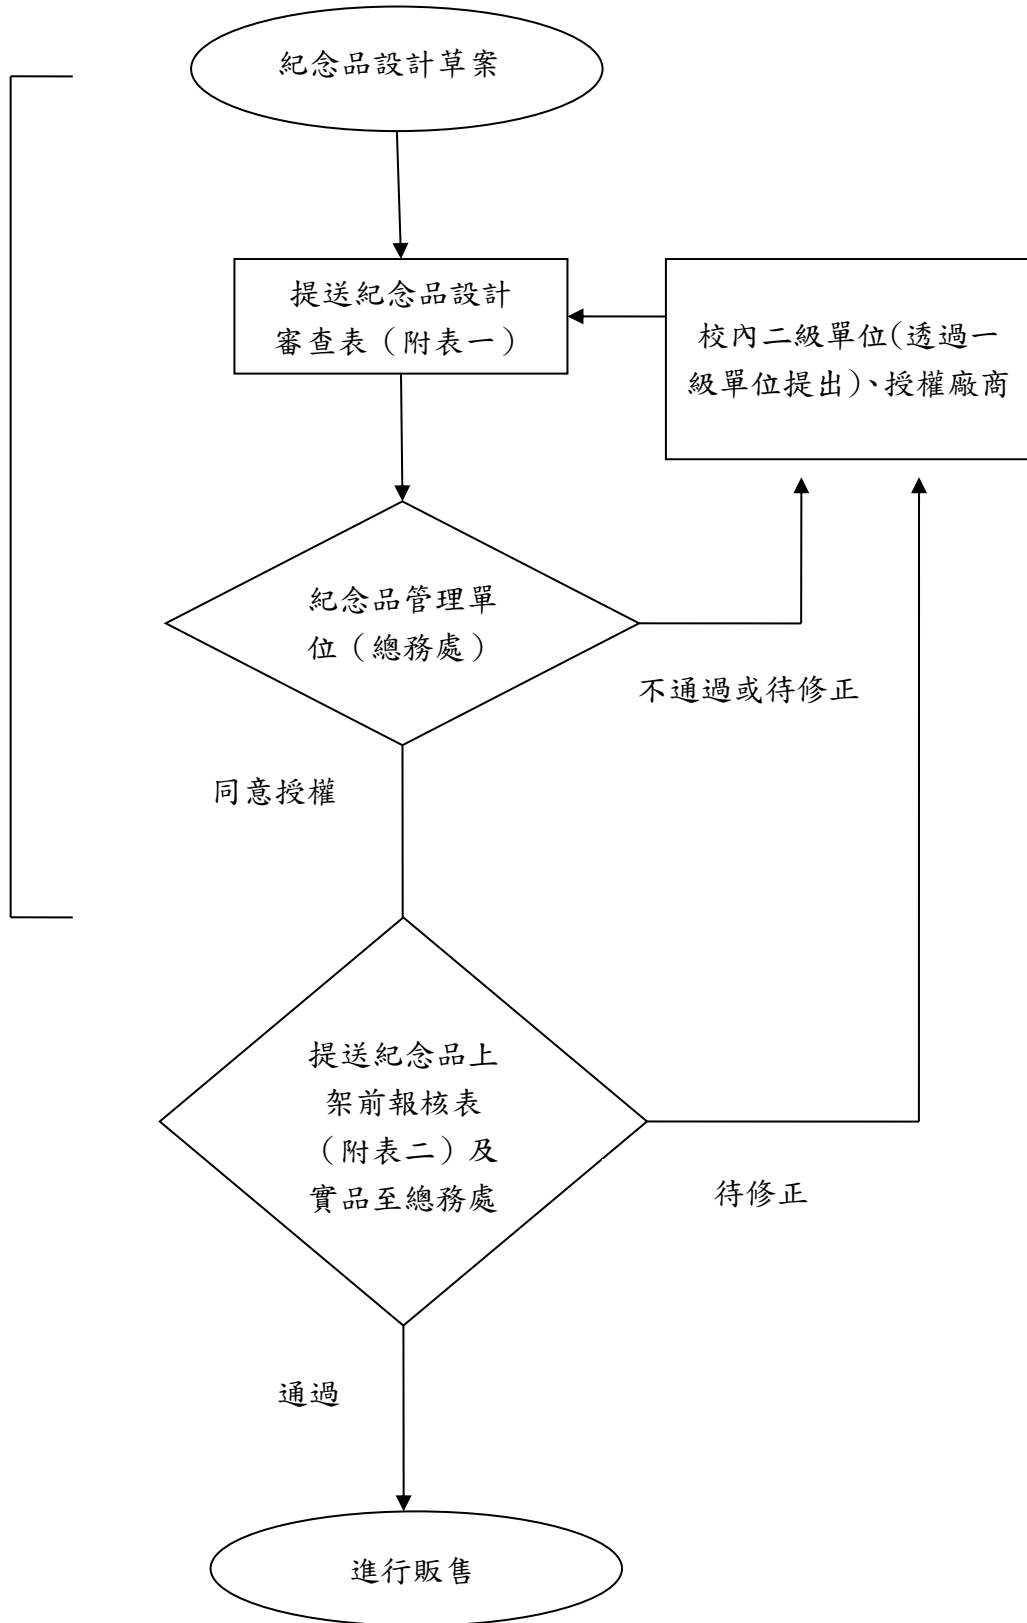 紀念品設計草案
提送紀念品設計
審查表（附表一）
校內二級單位(透過一
級單位提出)、授權廠商
紀念品管理單
位（總務處）
不通過或待修正
同意授權
提送紀念品上
架前報核表
（附表二）及
實品至總務處
待修正
通過
進行販售